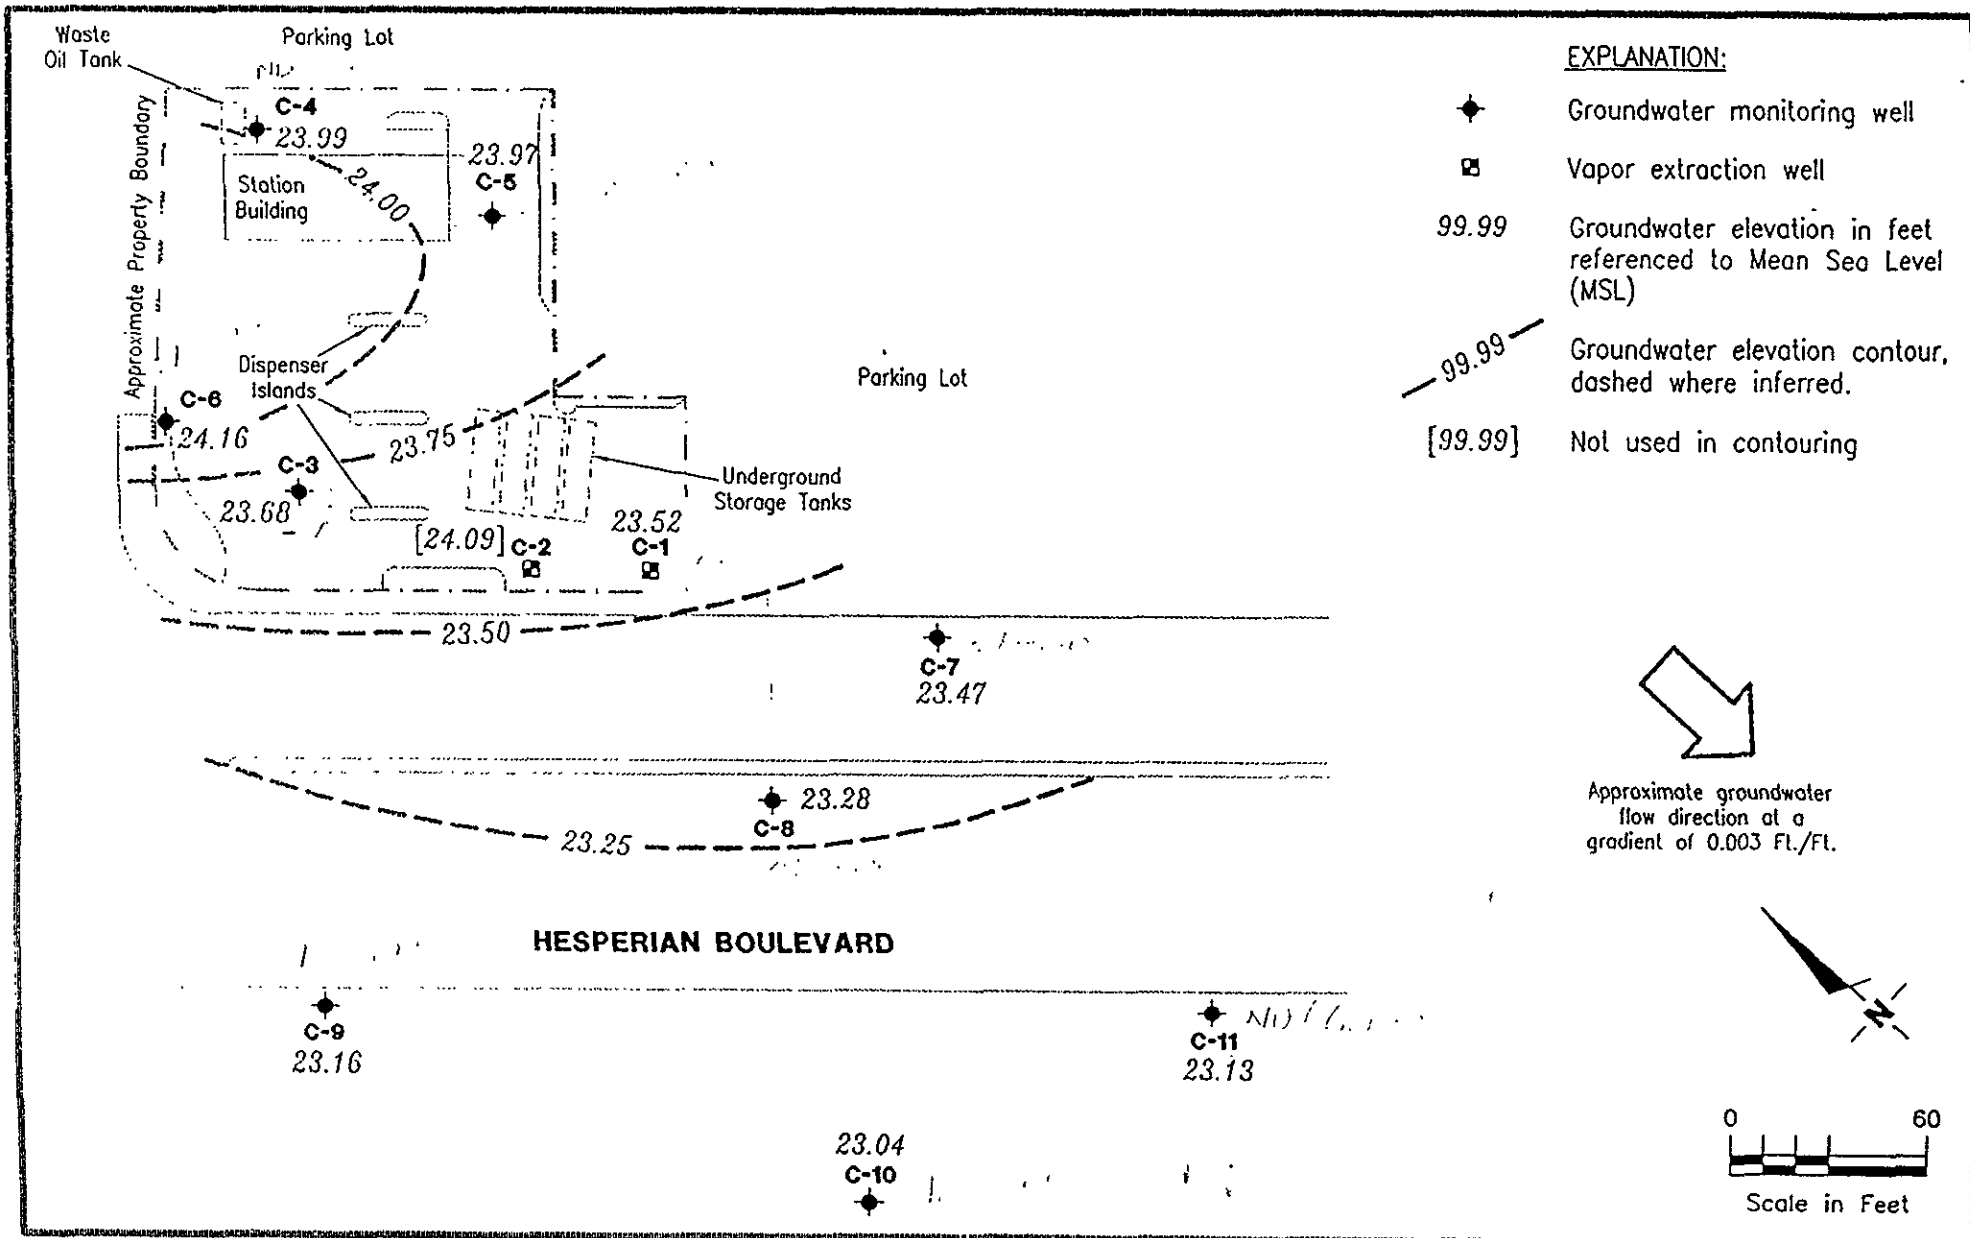 Waste
Oil Tank
Parking Lot
C-4
23.99
Approximate Property Boundary
Station
Building
24.00
23.97
C-5
Dispenser
Islands
C-6
24.16
C-3
23.68
23.75
Parking Lot
Underground
Storage Tanks
[24.09]
C-2
23.52
C-1
23.50
C-7
23.47
23.28
C-8
23.25
HESPERIAN BOULEVARD
C-9
23.16
C-11
23.13
23.04
C-10
EXPLANATION:
Groundwater monitoring well
Vapor extraction well
99.99
Groundwater elevation in feet
referenced to Mean Sea Level
(MSL)
99.99
Groundwater elevation contour,
dashed where inferred.
[99.99]
Not used in contouring
Approximate groundwater
flow direction at a
gradient of 0.003 Ft./Ft.
N
0
60
Scale in Feet